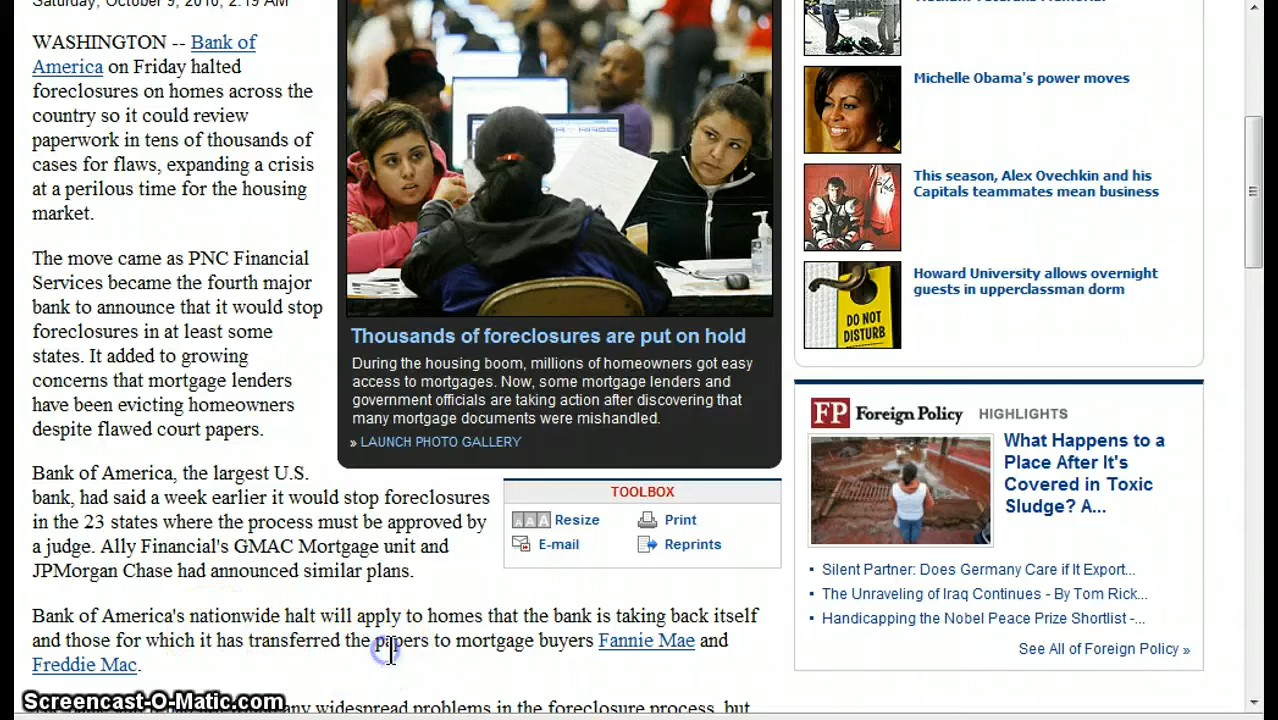 Saturday, October 9, 2010; 2:19 AM
WASHINGTON -- Bank of
America on Friday halted
foreclosures on homes across the
country so it could review
paperwork in tens of thousands of
cases for flaws, expanding a crisis
at a perilous time for the housing
market.
The move came as PNC Financial
Services became the fourth major
bank to announce that it would stop
foreclosures in at least some
states. It added to growing
concerns that mortgage lenders
have been evicting homeowners
despite flawed court papers.
Bank of America, the largest U.S.
bank, had said a week earlier it would stop foreclosures
in the 23 states where the process must be approved by
a judge. Ally Financial's GMAC Mortgage unit and
JPMorgan Chase had announced similar plans.
Bank of America's nationwide halt will apply to homes that the bank is taking back itself
and those for which it has transferred the papers to mortgage buyers Fannie Mae and
Freddie Mac.
widespread problems in the foreclosure process, but
Thousands of foreclosures are put on hold
During the housing boom, millions of homeowners got easy
access to mortgages. Now, some mortgage lenders and
government officials are taking action after discovering that
many mortgage documents were mishandled.
» LAUNCH PHOTO GALLERY
TOOLBOX
AAA Resize
Print
E-mail
Reprints
Michelle Obama's power moves
This season, Alex Ovechkin and his
Capitals teammates mean business
DO NOT
DISTURB
Howard University allows overnight
guests in upperclassman dorm
FP Foreign Policy HIGHLIGHTS
What Happens to a
Place After It's
Covered in Toxic
Sludge? A...
Silent Partner: Does Germany Care if It Export...
The Unraveling of Iraq Continues - By Tom Rick...
Handicapping the Nobel Peace Prize Shortlist -...
See All of Foreign Policy »
Screencast-O-Matic.com